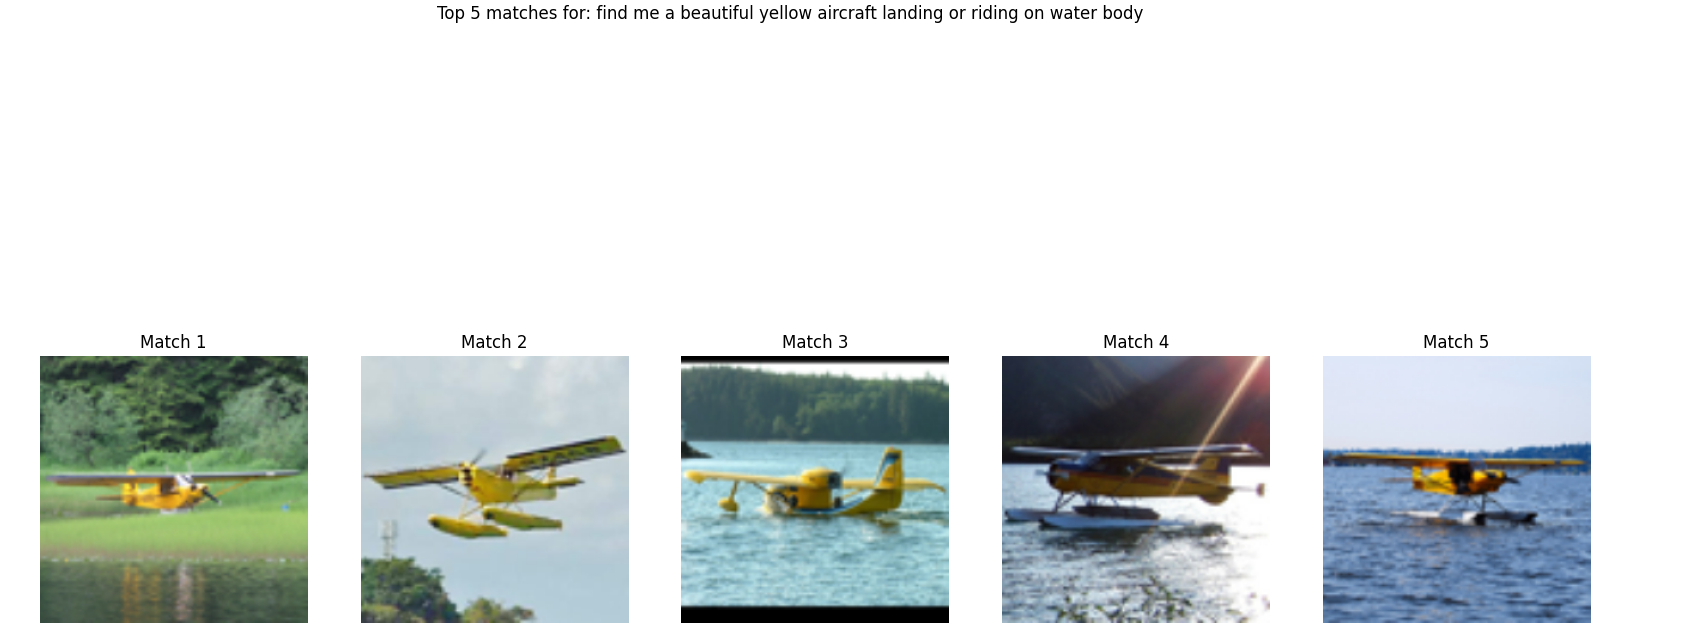 Top 5 matches for: find me a beautiful yellow aircraft landing or riding on water body
Match 1
Match 2
Match 3
Match 4
Match 5